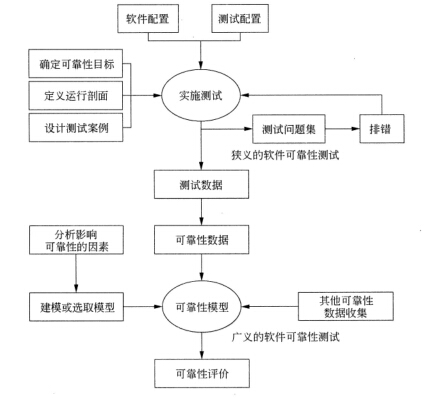 软件配置
测试配置
确定可靠性目标
定义运行剖面
设计测试案例
实施测试
测试问题集
排错
狭义的软件可靠性测试
测试数据
分析影响
可靠性的因素
可靠性数据
建模或选取模型
可靠性模型
其他可靠性
数据收集
广义的软件可靠性测试
可靠性评价